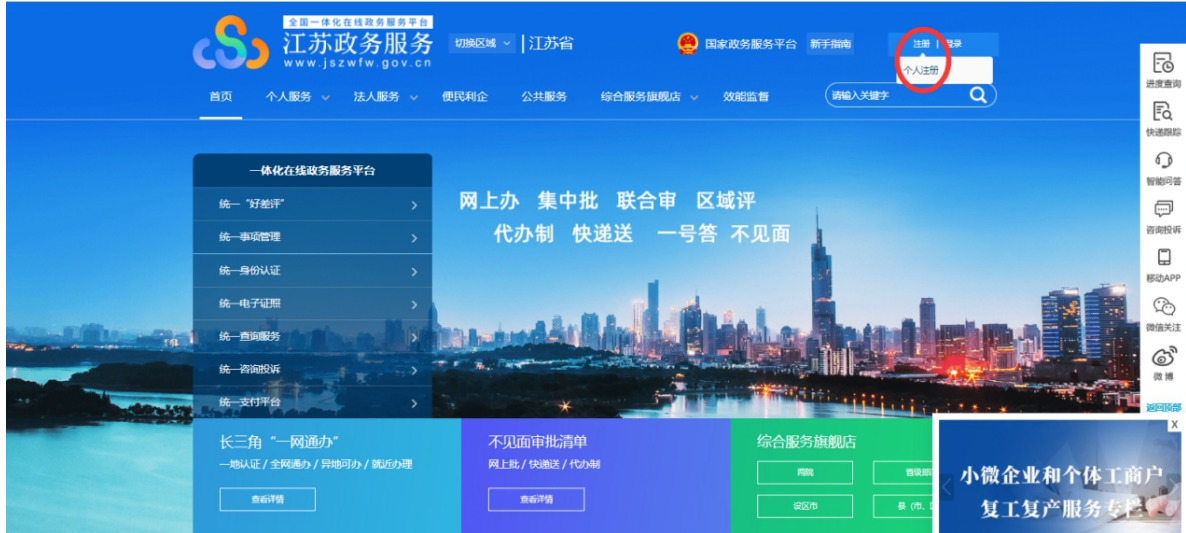 全国一体化在线政务服务平台
江苏政务服务
www.jszwfw.gov.cn
切换区域 江苏省
国家政务服务平台 新手指南
注册 | 登录
个人注册
首页 个人服务 法人服务 便民利企 公共服务 综合服务旗舰店 效能监督
请输入关键字
一体化在线政务服务平台
统一“好差评”
统一事项管理
统一身份认证
统一电子证照
统一查询服务
统一咨询投诉
统一支付平台
网上办 集中批 联合审 区域评
代办制 快递送 一号答 不见面
进度查询
快递跟踪
智能问答
咨询投诉
移动APP
微信关注
微博
返回顶部
长三角“一网通办”
一地认证 / 全网通办 / 异地可办 / 就近办理
查看详情
不见面审批清单
网上批 / 快递送 / 代办制
查看详情
综合服务旗舰店
省级部
设区市
县（市、
X
小微企业和个体工商户
复工复产服务专栏